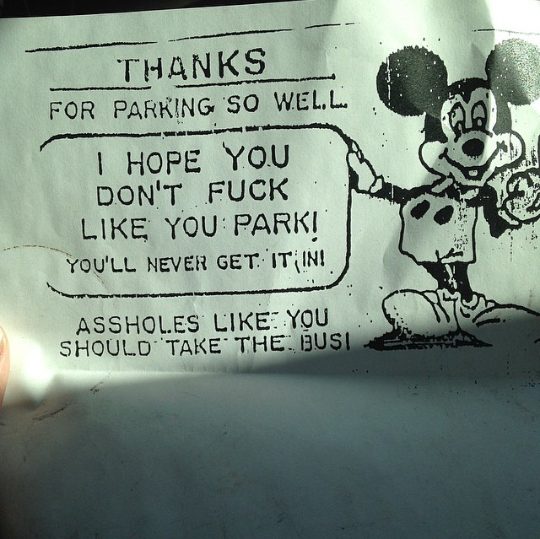 THANKS
FOR PARKING SO WELL.
I HOPE YOU
DON'T FUCK
LIKE YOU PARK!
YOU'LL NEVER GET IT IN!
ASSHOLES LIKE YOU
SHOULD TAKE THE BUS!